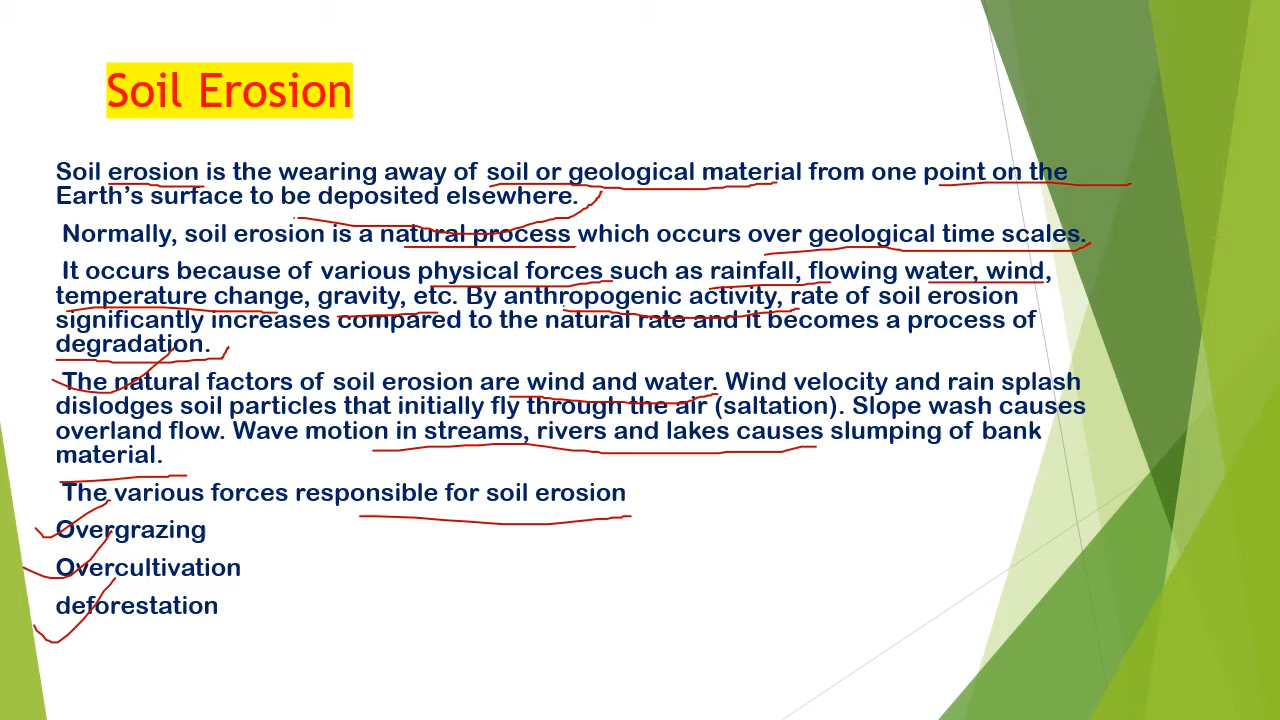 Soil Erosion
Soil erosion is the wearing away of soil or geological material from one point on the
Earth’s surface to be deposited elsewhere.
Normally, soil erosion is a natural process which occurs over geological time scales.
It occurs because of various physical forces such as rainfall, flowing water, wind,
temperature change, gravity, etc. By anthropogenic activity, rate of soil erosion
significantly increases compared to the natural rate and it becomes a process of
degradation.
The natural factors of soil erosion are wind and water. Wind velocity and rain splash
dislodges soil particles that initially fly through the air (saltation). Slope wash causes
overland flow. Wave motion in streams, rivers and lakes causes slumping of bank
material.
The various forces responsible for soil erosion
Overgrazing
Overcultivation
deforestation